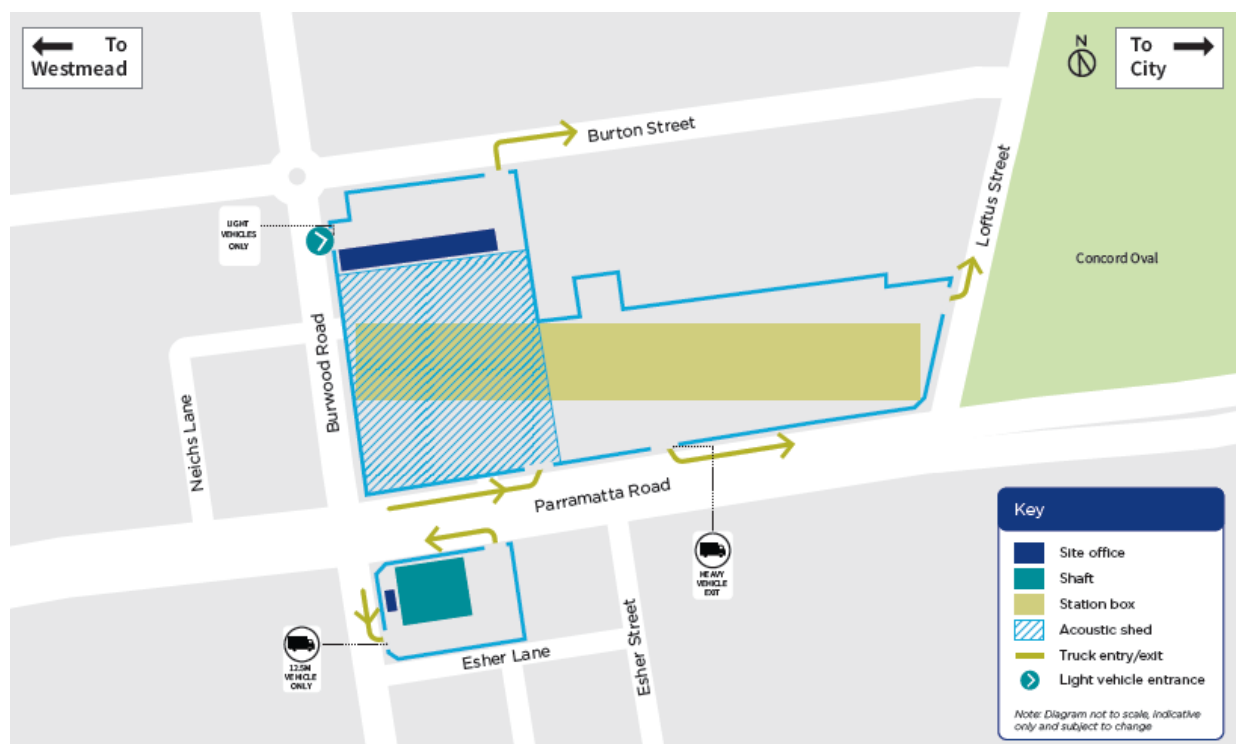 To
Westmead
N
To
City
Burton Street
LIGHT
VEHICLES
ONLY
Loftus Street
Concord Oval
Burwood Road
Neichs Lane
Parramatta Road
HEAVY
VEHICLE
EXIT
12.5M
VEHICLE
ONLY
Esher Lane
Esher Street
Key
Site office
Shaft
Station box
Acoustic shed
Truck entry/exit
Light vehicle entrance
Note: Diagram not to scale, indicative
only and subject to change